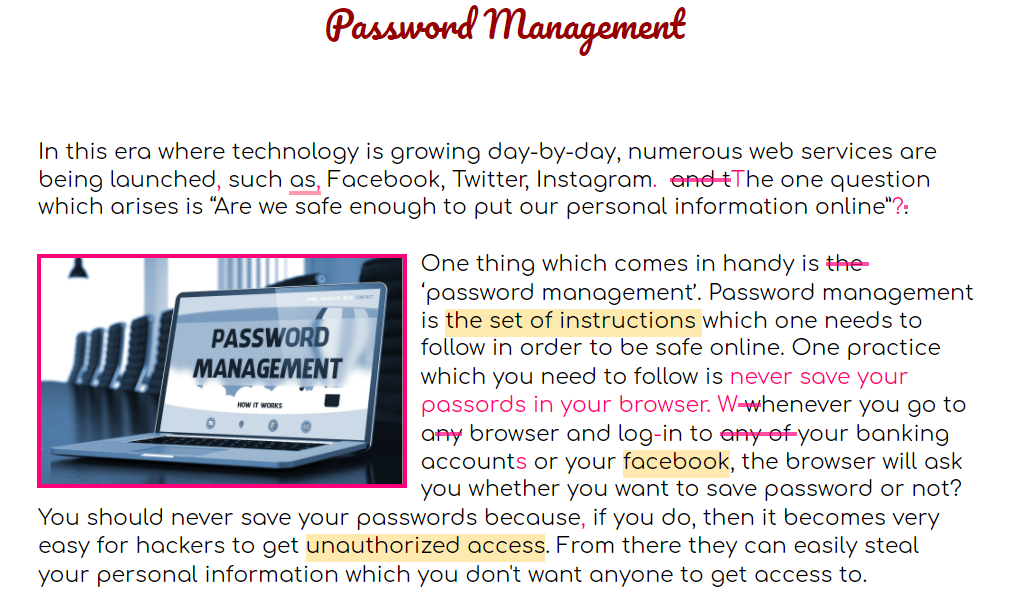 Password Management
In this era where technology is growing day-by-day, numerous web services are
being launched, such as, Facebook, Twitter, Instagram. and tThe one question
which arises is “Are we safe enough to put our personal information online”?.
One thing which comes in handy is the
‘password management’. Password management
is the set of instructions which one needs to
follow in order to be safe online. One practice
which you need to follow is never save your
passords in your browser. W whenever you go to
any browser and log-in to any of your banking
accounts or your facebook, the browser will ask
you whether you want to save password or not?
You should never save your passwords because, if you do, then it becomes very
easy for hackers to get unauthorized access. From there they can easily steal
your personal information which you don't want anyone to get access to.
PASSWORD
MANAGEMENT
HOW IT WORKS
CONTACT